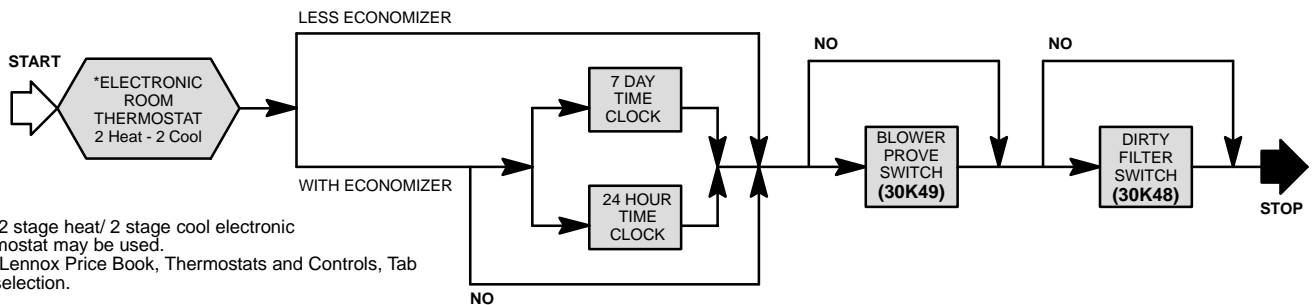 LESS ECONOMIZER
START
*ELECTRONIC
ROOM
THERMOSTAT
2 Heat - 2 Cool
7 DAY
TIME
CLOCK
NO
NO
BLOWER
PROVE
SWITCH
(30K49)
DIRTY
FILTER
SWITCH
(30K48)
STOP
WITH ECONOMIZER
24 HOUR
TIME
CLOCK
NO
2 stage heat/ 2 stage cool electronic
mostat may be used.
Lennox Price Book, Thermostats and Controls, Tab
selection.